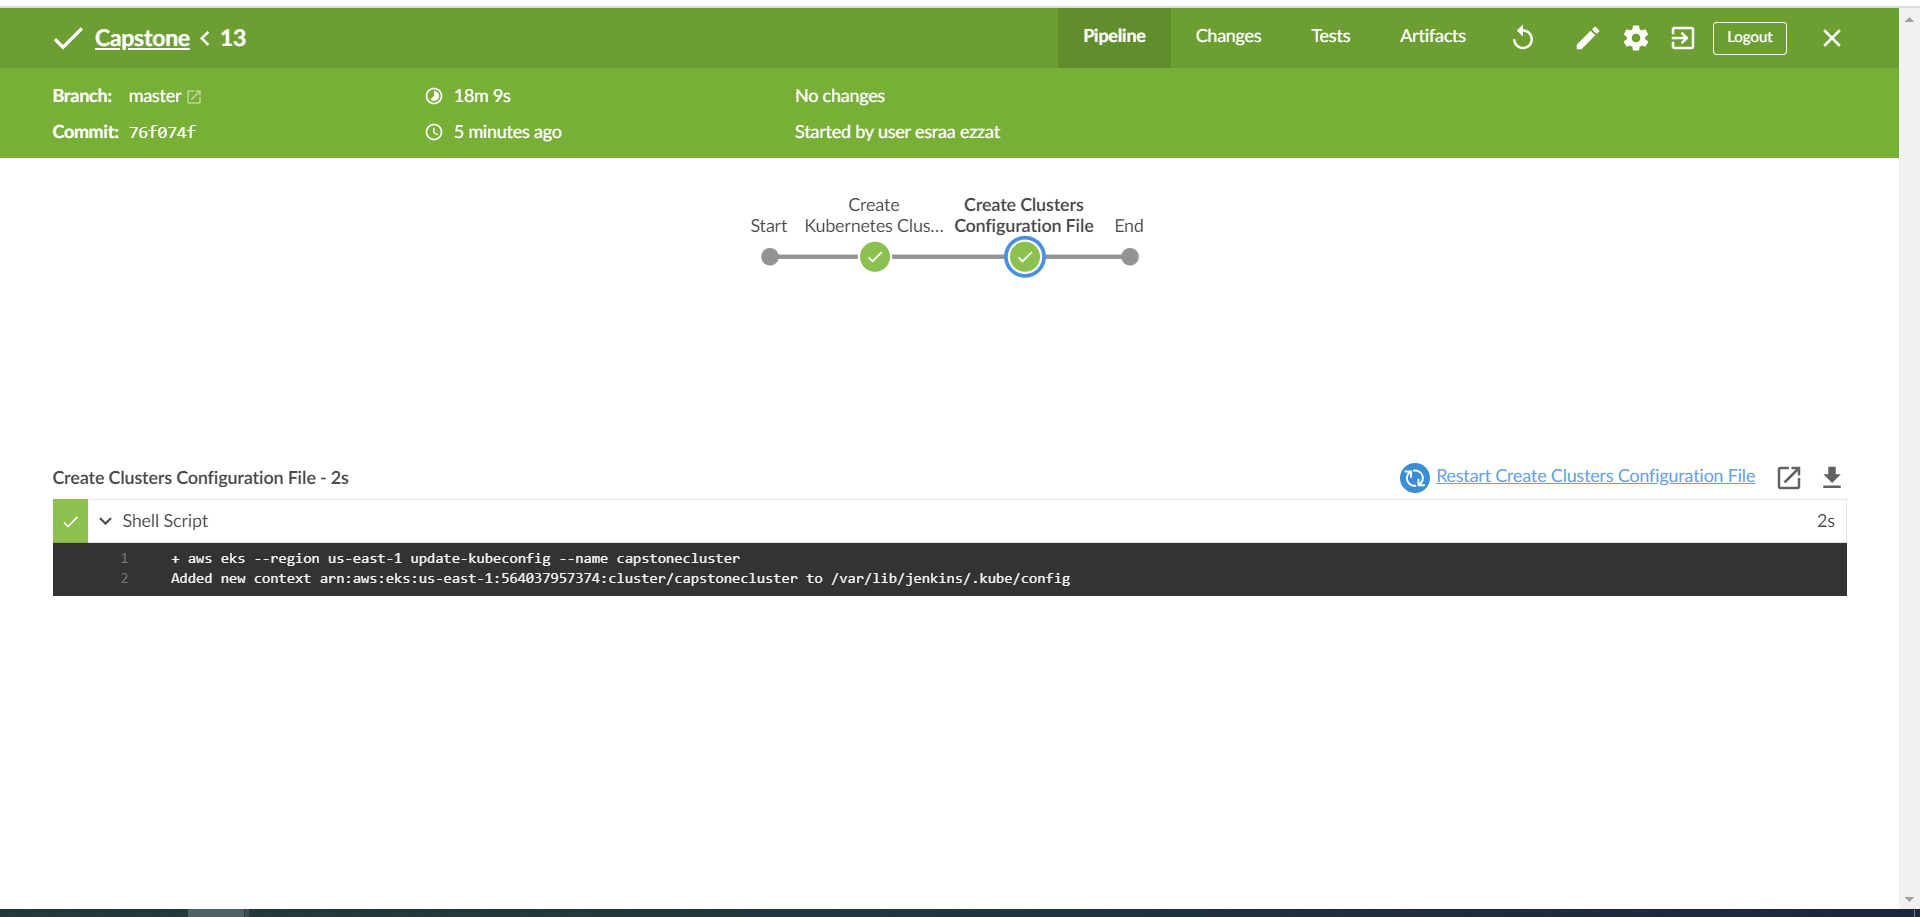 Capstone < 13
Pipeline
Changes
Tests
Artifacts
Logout
Branch: master
18m 9s
No changes
Commit: 76f074f
5 minutes ago
Started by user esraa ezzat
Start
Create
Kubernetes Clus...
Create Clusters
Configuration File
End
Create Clusters Configuration File - 2s
Restart Create Clusters Configuration File
Shell Script
2s
1 + aws eks --region us-east-1 update-kubeconfig --name capstonecluster
2 Added new context arn:aws:eks:us-east-1:564037957374:cluster/capstonecluster to /var/lib/jenkins/.kube/config